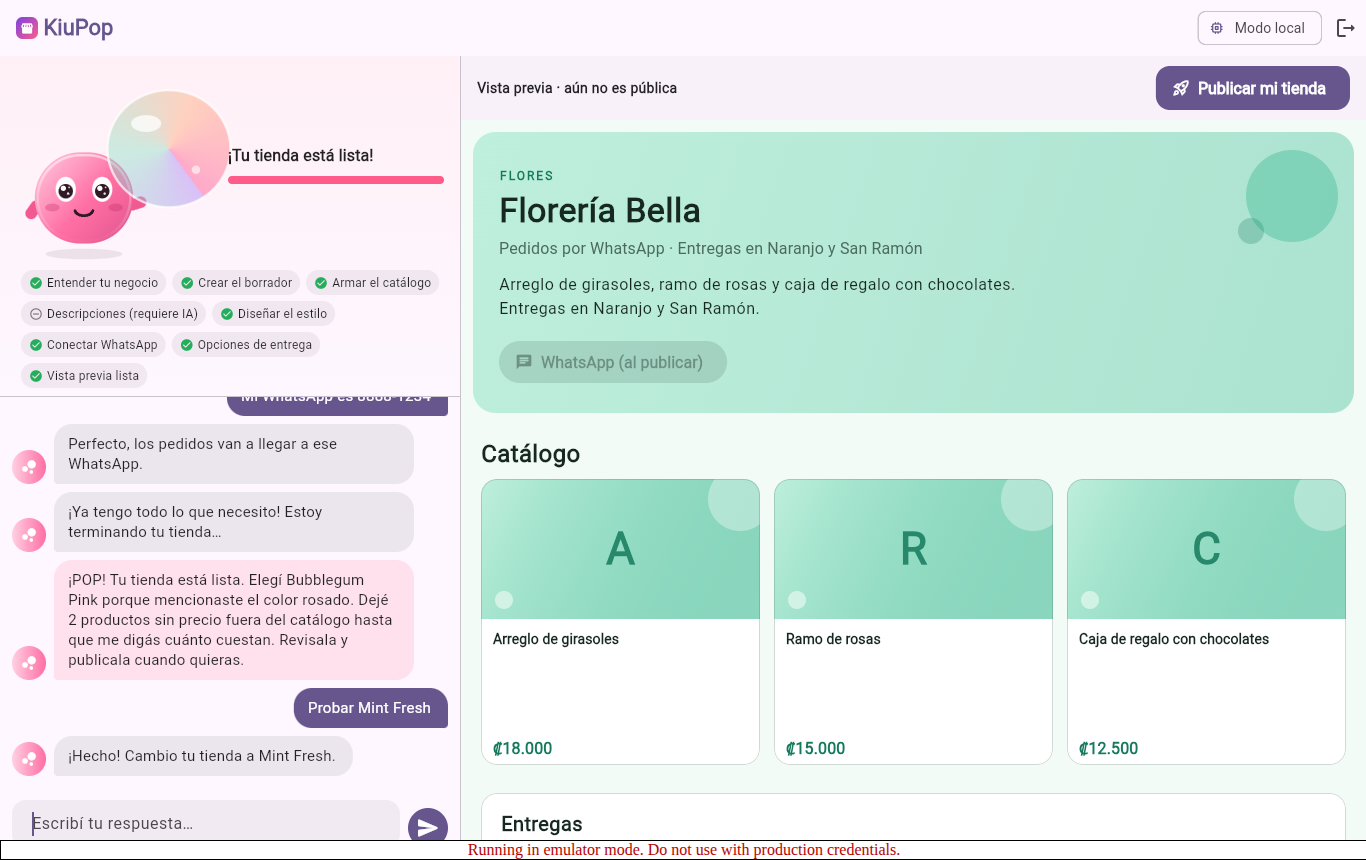 KiuPop
Modo local
¡Tu tienda está lista!
Entender tu negocio
Crear el borrador
Armar el catálogo
Descripciones (requiere IA)
Diseñar el estilo
Conectar WhatsApp
Opciones de entrega
Vista previa lista
Mi WhatsApp es 8888-1234
Perfecto, los pedidos van a llegar a ese
WhatsApp.
¡Ya tengo todo lo que necesito! Estoy
terminando tu tienda…
¡POP! Tu tienda está lista. Elegí Bubblegum
Pink porque mencionaste el color rosado. Dejé
2 productos sin precio fuera del catálogo hasta
que me digás cuánto cuestan. Revisala y
publicala cuando quieras.
Probar Mint Fresh
¡Hecho! Cambio tu tienda a Mint Fresh.
Escribí tu respuesta…
Vista previa · aún no es pública
Publicar mi tienda
FLORES
Florería Bella
Pedidos por WhatsApp · Entregas en Naranjo y San Ramón
Arreglo de girasoles, ramo de rosas y caja de regalo con chocolates.
Entregas en Naranjo y San Ramón.
WhatsApp (al publicar)
Catálogo
A
Arreglo de girasoles
₡18.000
R
Ramo de rosas
₡15.000
C
Caja de regalo con chocolates
₡12.500
Entregas
Running in emulator mode. Do not use with production credentials.